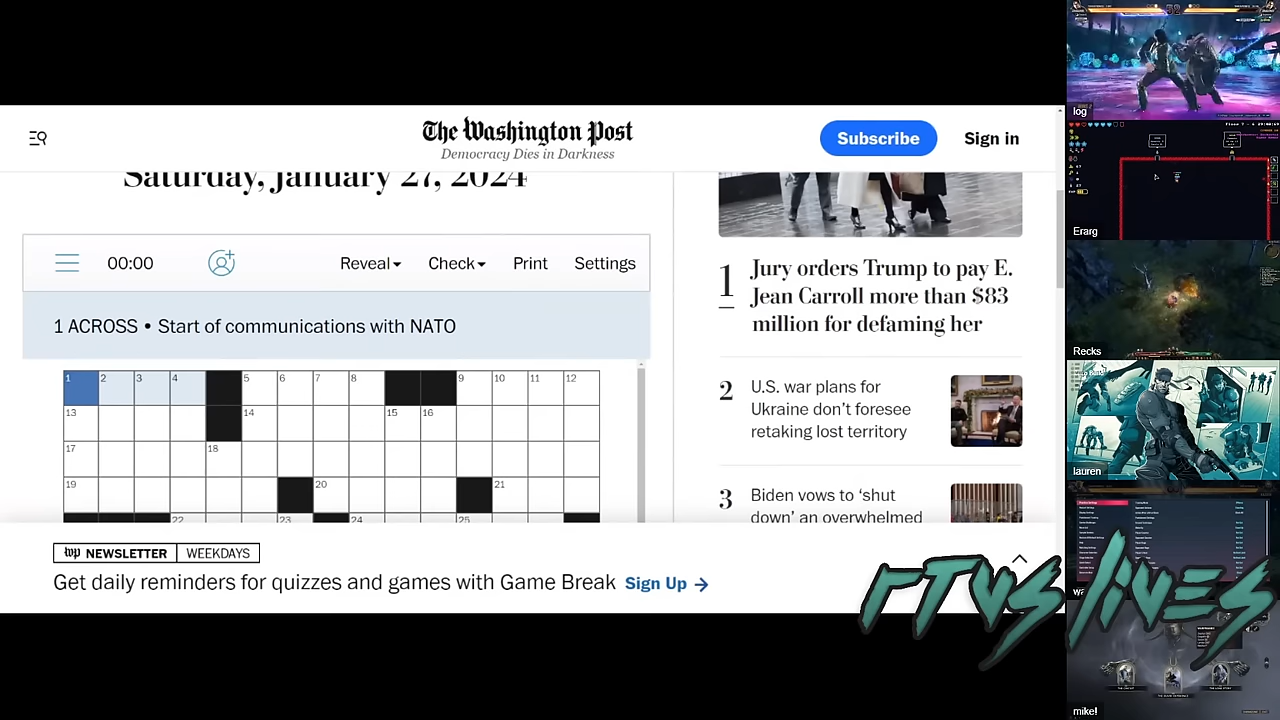 The Washington Post
Democracy Dies in Darkness
Subscribe
Sign in
Saturday, January 27, 2024
00:00
Reveal
Check
Print
Settings
1 ACROSS • Start of communications with NATO
1 2 3 4 5 6 7 8 9 10 11 12
13 14 15 16
17 18
19 20 21
22 23 24 25
1
Jury orders Trump to pay E.
Jean Carroll more than $83
million for defaming her
2
U.S. war plans for
Ukraine don't foresee
retaking lost territory
3
Biden vows to ‘shut
down’ an overwhelmed
wp NEWSLETTER WEEKDAYS
Get daily reminders for quizzes and games with Game Break Sign Up →
log
Erarg
Recks
lauren
mike!
rTVS lives